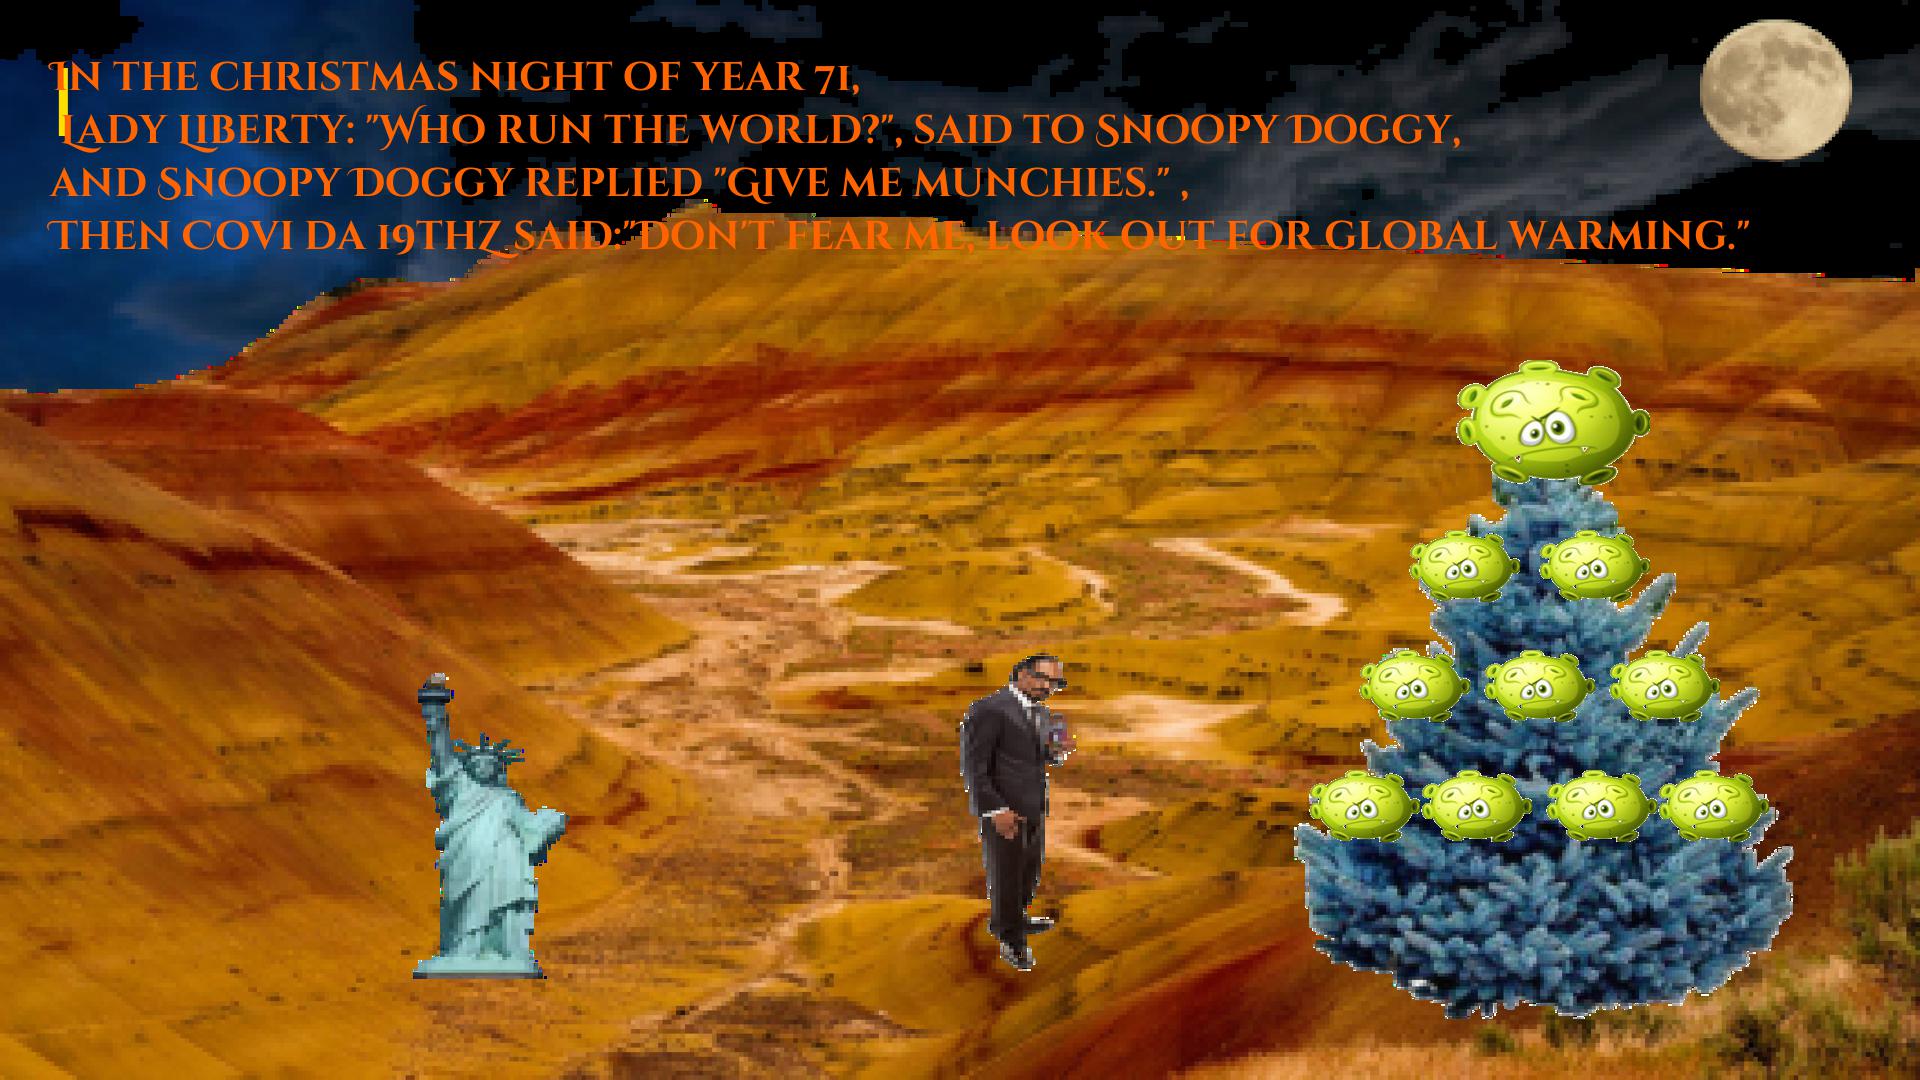 In the christmas night of year 71,
Lady Liberty: "Who run the world?", said to Snoopy Doggy,
and Snoopy Doggy replied "Give me munchies." ,
Then Covi da 19thz said:"Don't fear me, look out for global warming."